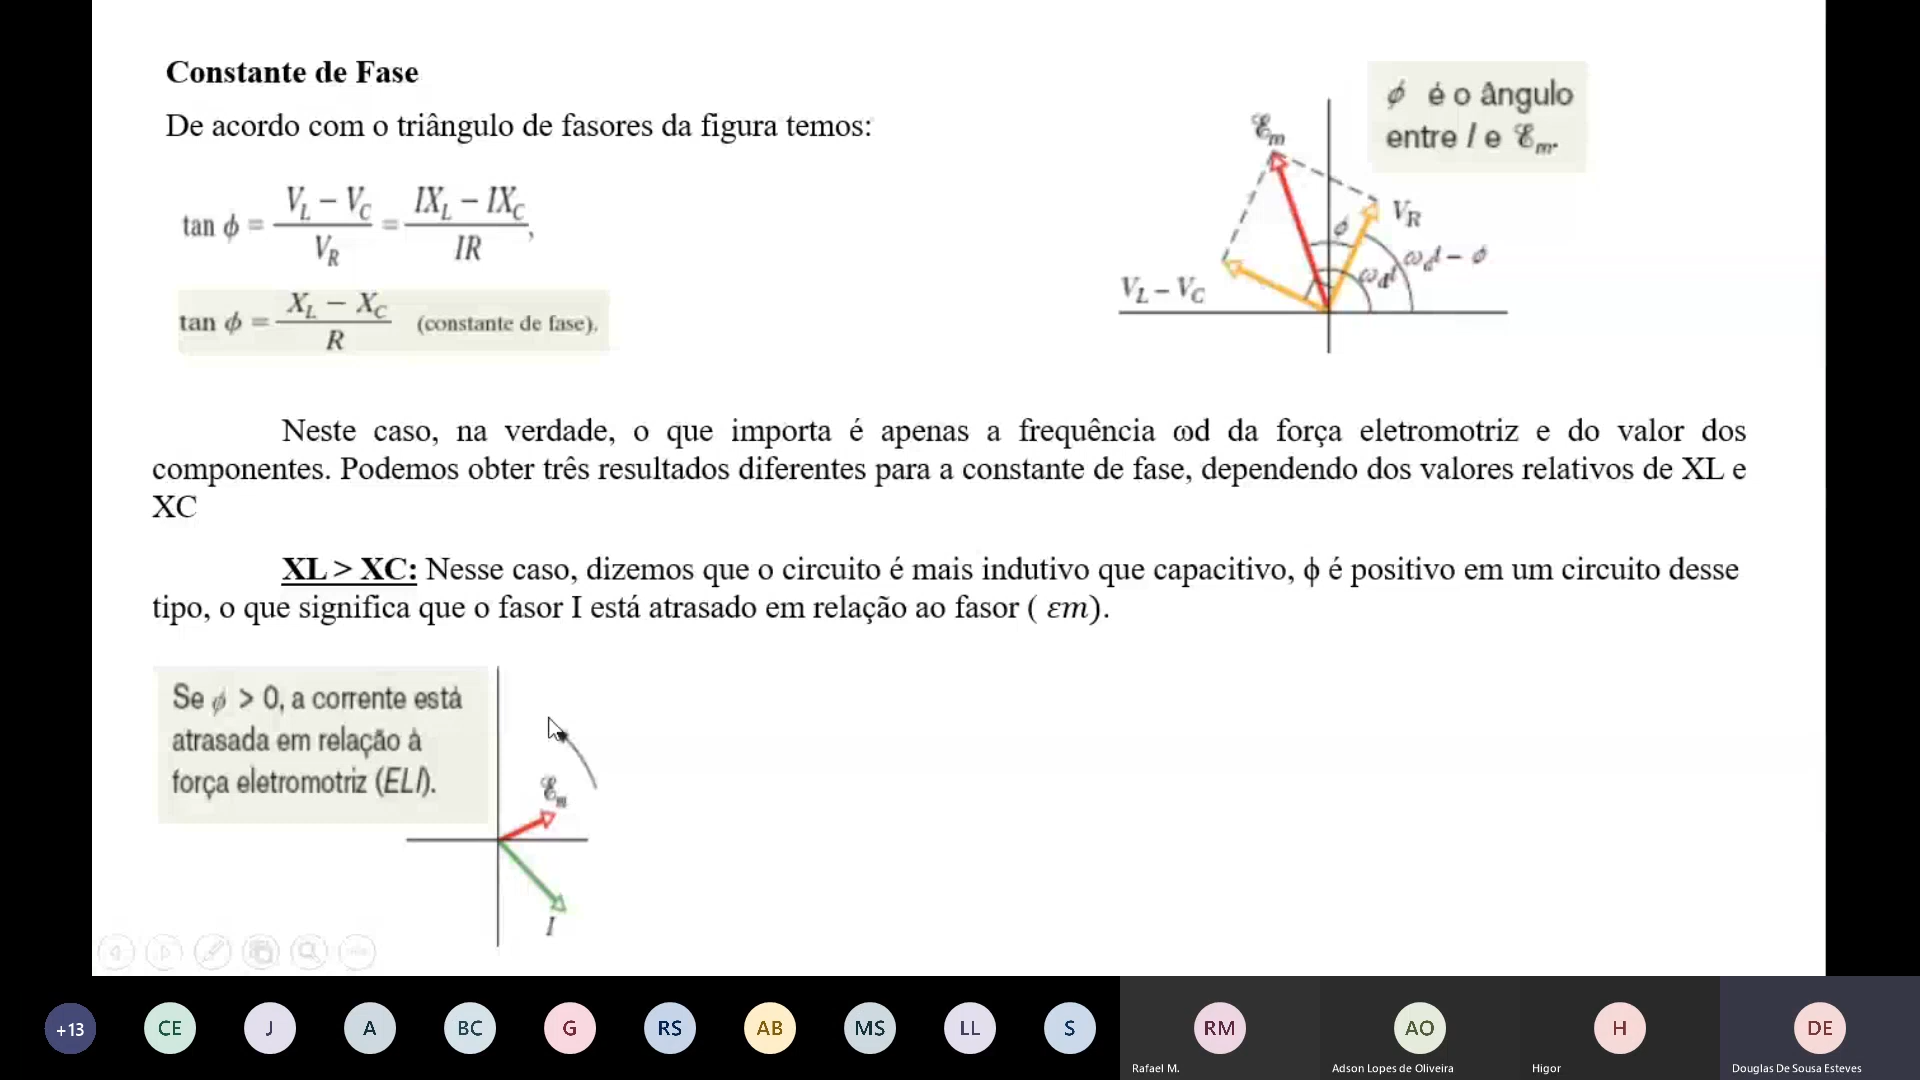 Constante de Fase
De acordo com o triângulo de fasores da figura temos:
tan ϕ = (V_L − V_C) / V_R = (IX_L − IX_C) / IR,
tan ϕ = (X_L − X_C) / R (constante de fase).
ϕ é o ângulo
entre I e ℰm.
ℰm
V_R
ϕ
ω_d t − ϕ
ω_d t
V_L − V_C
Neste caso, na verdade, o que importa é apenas a frequência ωd da força eletromotriz e do valor dos
componentes. Podemos obter três resultados diferentes para a constante de fase, dependendo dos valores relativos de XL e
XC
XL > XC: Nesse caso, dizemos que o circuito é mais indutivo que capacitivo, ϕ é positivo em um circuito desse
tipo, o que significa que o fasor I está atrasado em relação ao fasor ( εm).
Se ϕ > 0, a corrente está
atrasada em relação à
força eletromotriz (ELI).
ℰm
I
+13 CE J A BC G RS AB MS LL S RM AO H DE
Rafael M. Adson Lopes de Oliveira Higor Douglas De Sousa Esteves